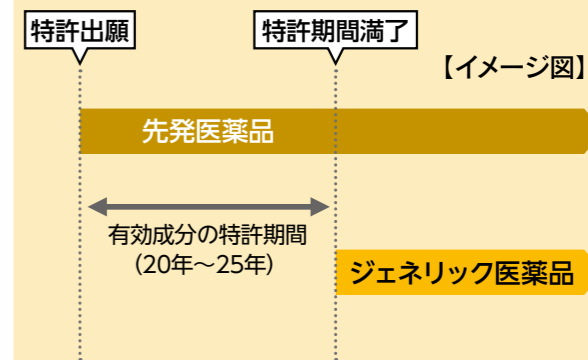 特許出願
特許期間満了
【イメージ図】
先発医薬品
有効成分の特許期間
（20年～25年）
ジェネリック医薬品